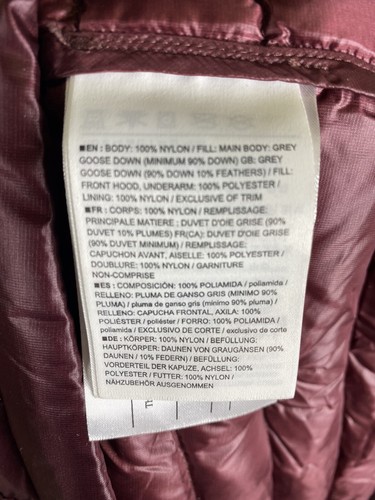 ■EN : BODY: 100% NYLON / FILL: MAIN BODY: GREY
GOOSE DOWN (MINIMUM 90% DOWN) GB: GREY
GOOSE DOWN (90% DOWN 10% FEATHERS) / FILL:
FRONT HOOD, UNDERARM: 100% POLYESTER /
LINING: 100% NYLON / EXCLUSIVE OF TRIM
■FR : CORPS: 100% NYLON / REMPLISSAGE:
PRINCIPALE MATIERE : DUVET D'OIE GRISE (90%
DUVET 10% PLUMES) FR(CA): DUVET D'OIE GRISE
(90% DUVET MINIMUM) / REMPLISSAGE:
CAPUCHON AVANT, AISELLE: 100% POLYESTER /
DOUBLURE: 100% NYLON / GARNITURE
NON-COMPRISE
■ES : COMPOSICIÓN: 100% POLIAMIDA / poliamida /
RELLENO: PLUMA DE GANSO GRIS (MINIMO 90%
PLUMA) / pluma de ganso gris (minimo 90% pluma) /
RELLENO: CAPUCHA FRONTAL, AXILA: 100%
POLIÉSTER / poliéster / FORRO: 100% POLIAMIDA /
poliamida / EXCLUSIVO DE CORTE / exclusivo de corte
■DE : KÖRPER: 100% NYLON / BEFÜLLUNG:
HAUPTKÖRPER: DAUNEN VON GRAUGÄNSEN (90%
DAUNEN / 10% FEDERN) / BEFÜLLUNG:
VORDERTEIL DER KAPUZE, ACHSEL: 100%
POLYESTER / FUTTER: 100% NYLON /
NÄHZUBEHÖR AUSGENOMMEN